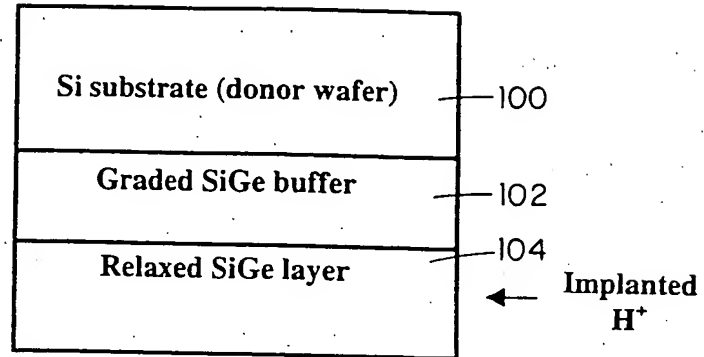 Si substrate (donor wafer)
100
Graded SiGe buffer
102
104
Relaxed SiGe layer
Implanted
H⁺